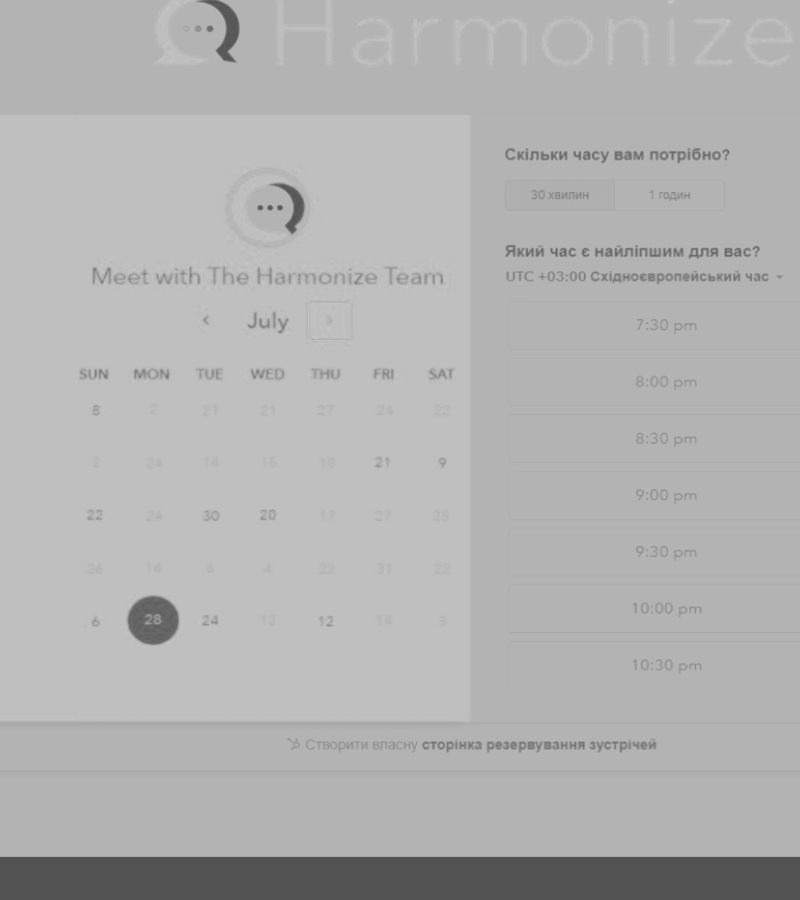 Harmonize
Meet with The Harmonize Team
July
SUN MON TUE WED THU FRI SAT
8 2 21 21 27 24 22
2 24 14 15 10 21 9
22 24 30 20 17 27 25
26 14 6 4 22 31 22
6 28 24 12 12 14 3
Скільки часу вам потрібно?
30 хвилин 1 годин
Який час є найліпшим для вас?
UTC +03:00 Східноєвропейський час
7:30 pm
8:00 pm
8:30 pm
9:00 pm
9:30 pm
10:00 pm
10:30 pm
Створити власну сторінка резервування зустрічей